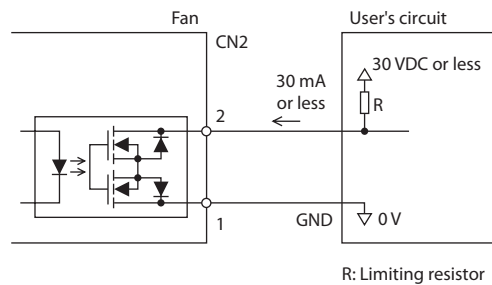 Fan
User's circuit
CN2
30 VDC or less
30 mA
or less
R
2
1
GND
0 V
R: Limiting resistor